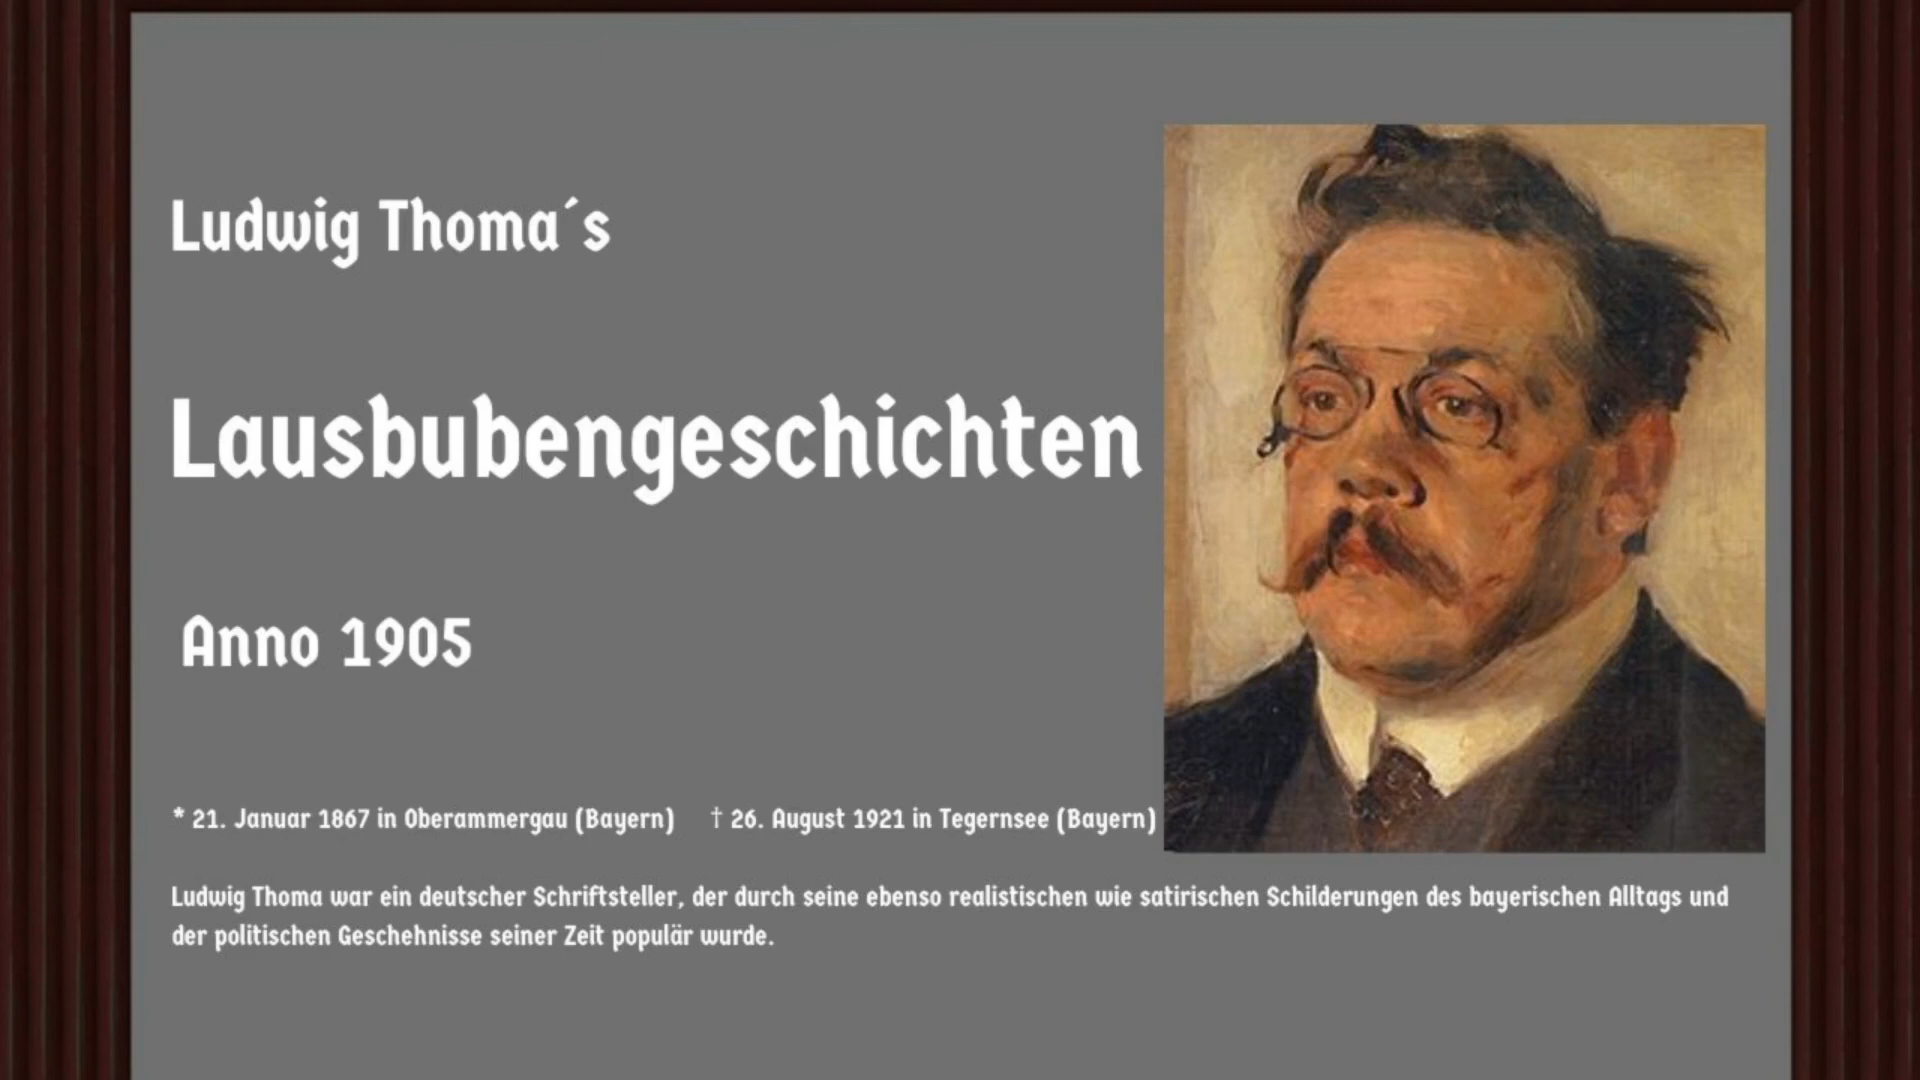 Ludwig Thoma´s
Lausbubengeschichten
Anno 1905
* 21. Januar 1867 in Oberammergau (Bayern) † 26. August 1921 in Tegernsee (Bayern)
Ludwig Thoma war ein deutscher Schriftsteller, der durch seine ebenso realistischen wie satirischen Schilderungen des bayerischen Alltags und
der politischen Geschehnisse seiner Zeit populär wurde.